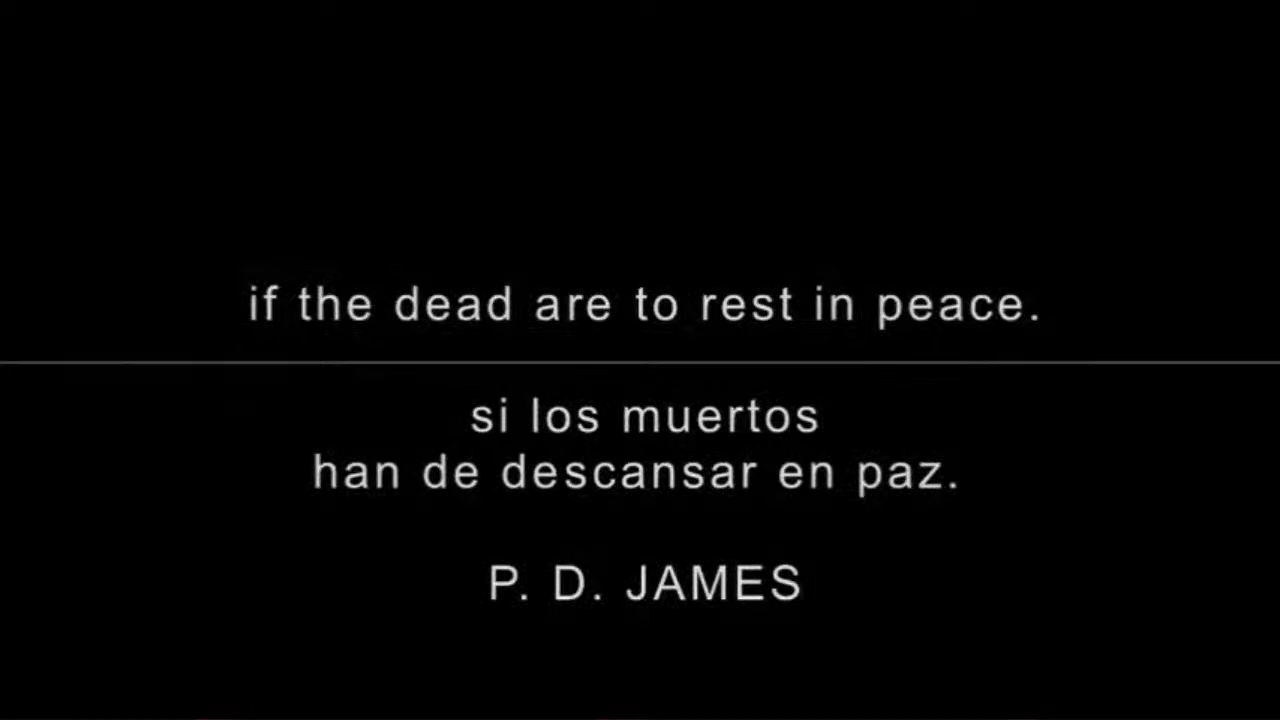 if the dead are to rest in peace.
si los muertos
han de descansar en paz.
P. D. JAMES